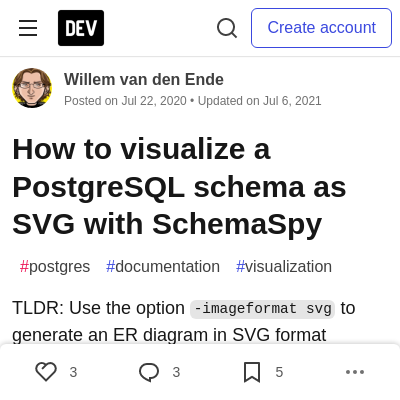 DEV
Create account
Willem van den Ende
Posted on Jul 22, 2020 • Updated on Jul 6, 2021
How to visualize a
PostgreSQL schema as
SVG with SchemaSpy
#postgres #documentation #visualization
TLDR: Use the option -imageformat svg to
generate an ER diagram in SVG format
3 3 5